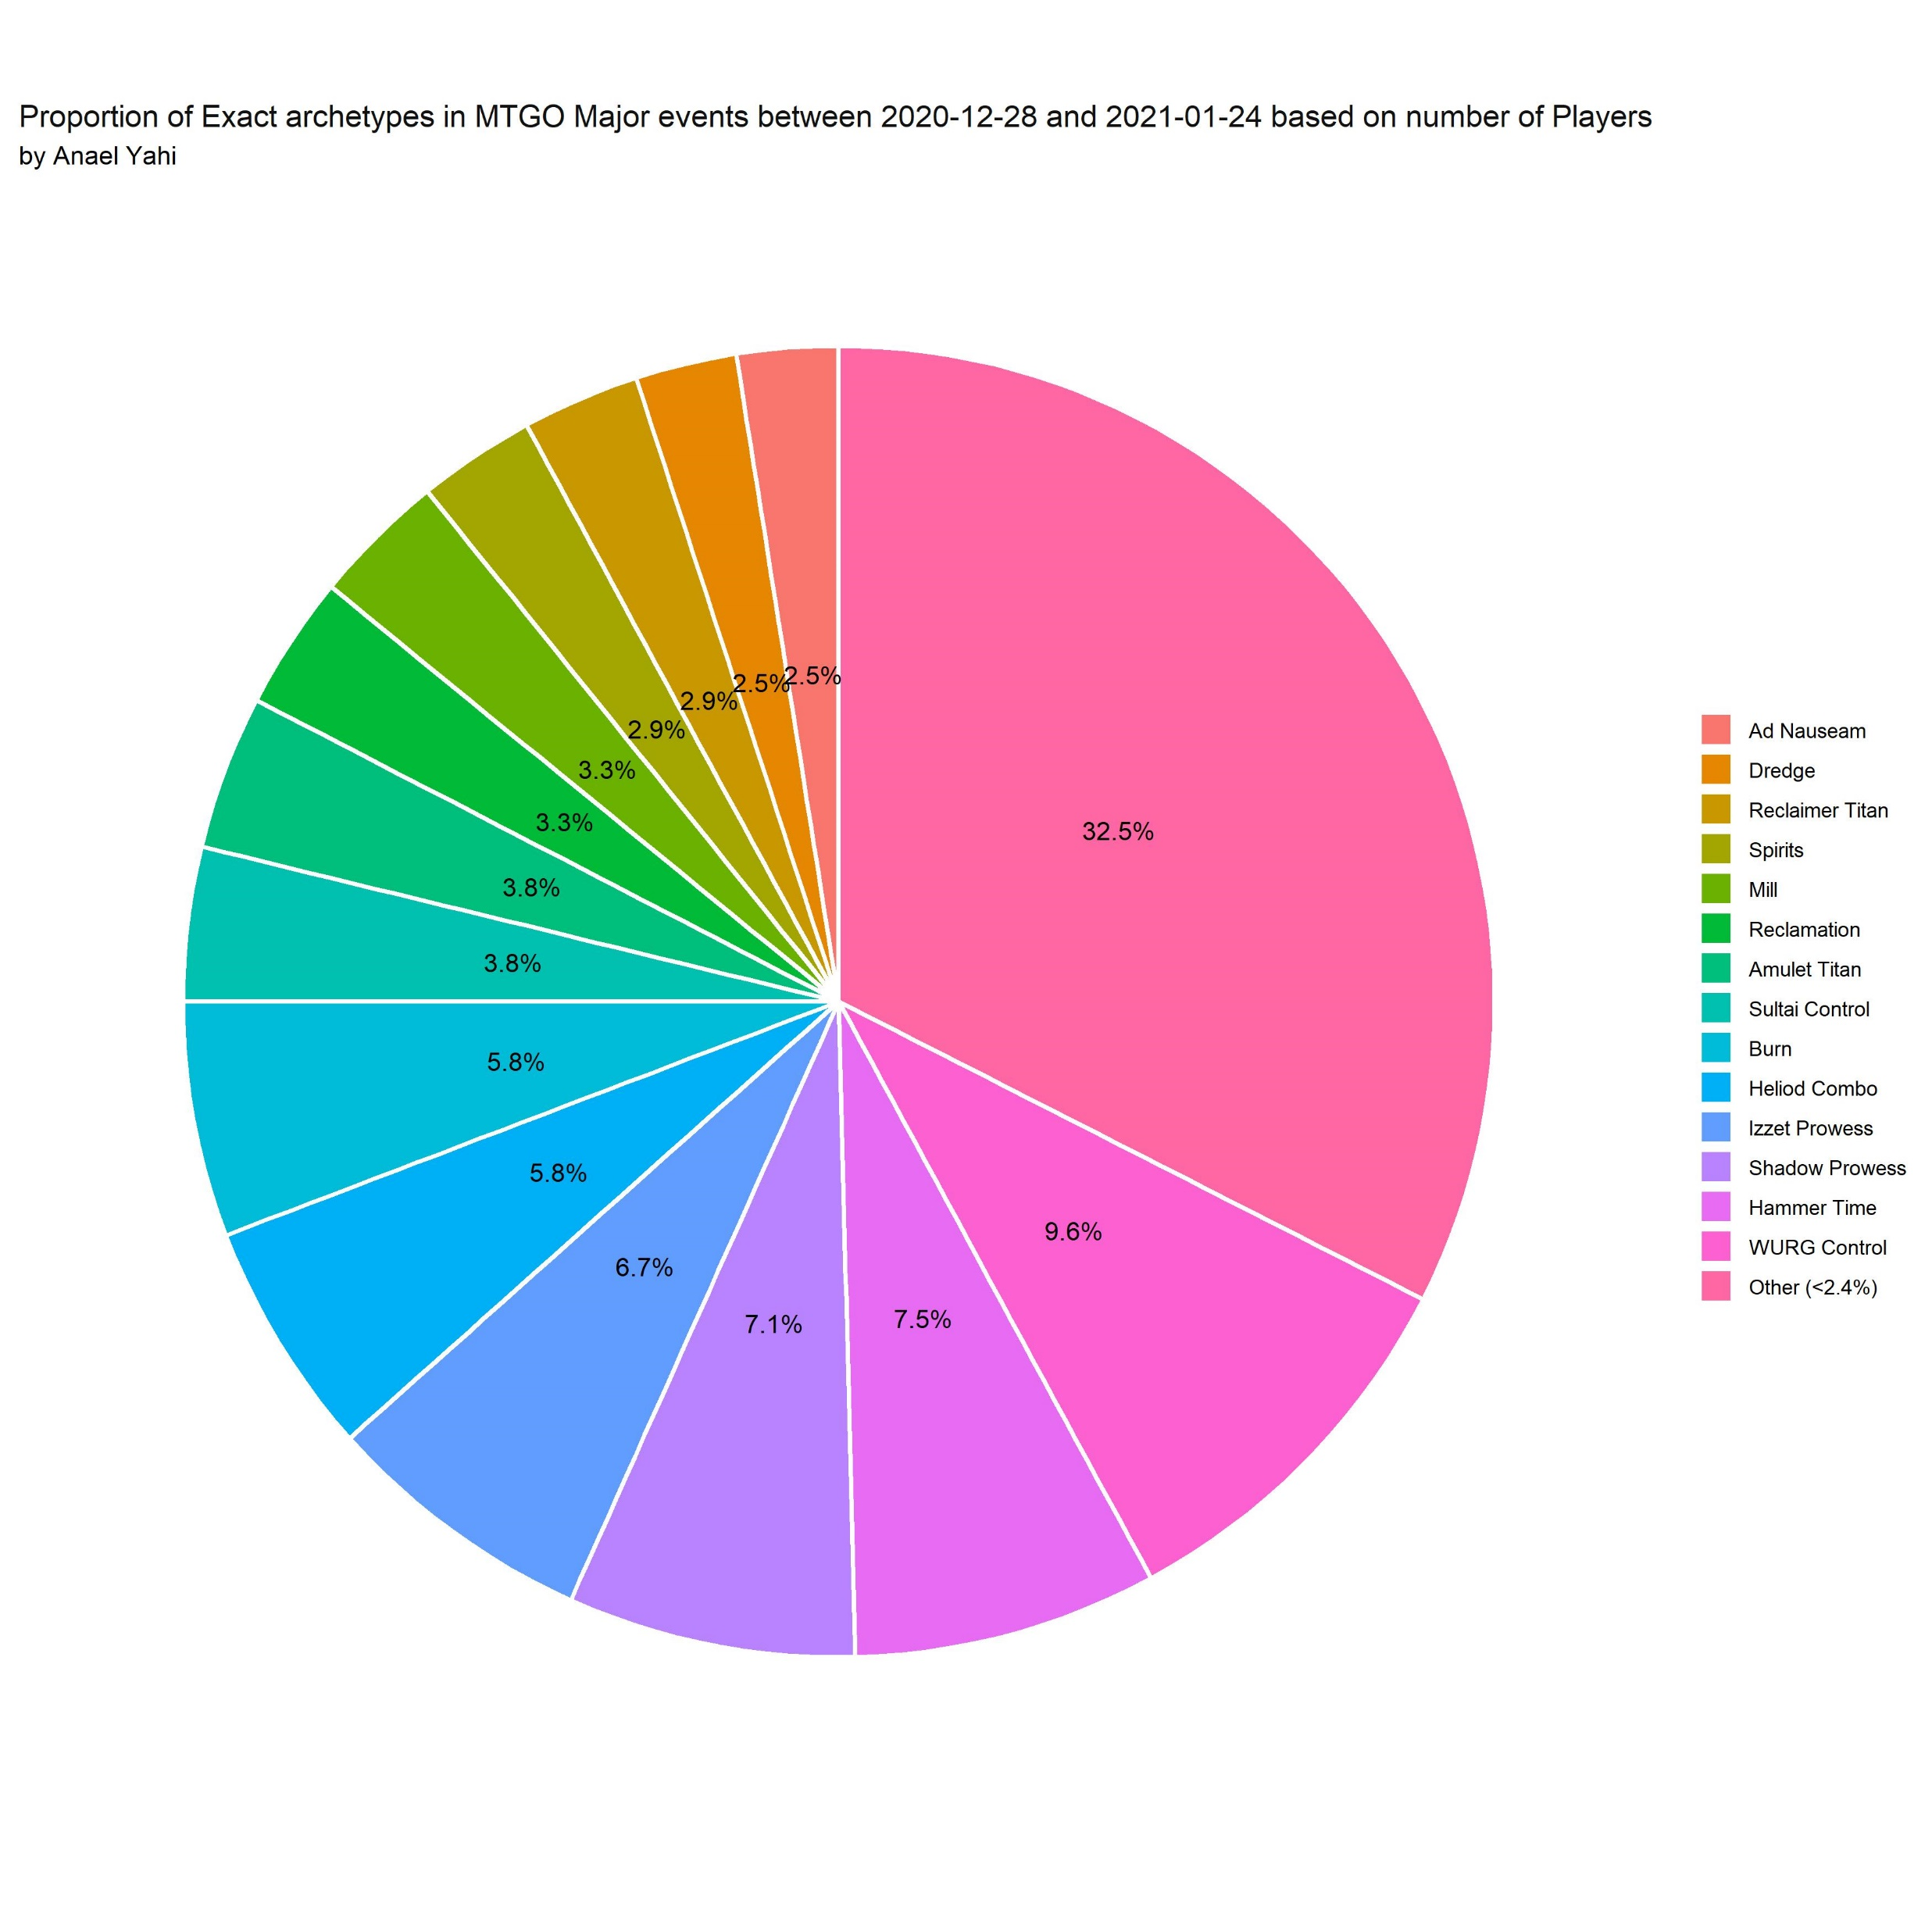 Proportion of Exact archetypes in MTGO Major events between 2020-12-28 and 2021-01-24 based on number of Players
by Anael Yahi
2.5%
2.5%
2.9%
2.9%
3.3%
3.3%
3.8%
3.8%
5.8%
5.8%
6.7%
7.1%
7.5%
9.6%
32.5%
Ad Nauseam
Dredge
Reclaimer Titan
Spirits
Mill
Reclamation
Amulet Titan
Sultai Control
Burn
Heliod Combo
Izzet Prowess
Shadow Prowess
Hammer Time
WURG Control
Other (<2.4%)